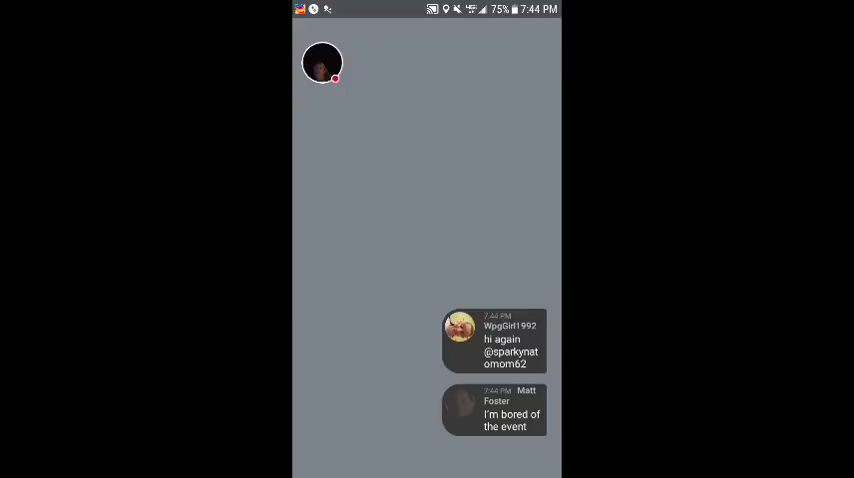 75% 7:44 PM
7:44 PM
WpgGirl1992
hi again
@sparkynat
omom62
7:44 PM Matt
Foster
I'm bored of
the event